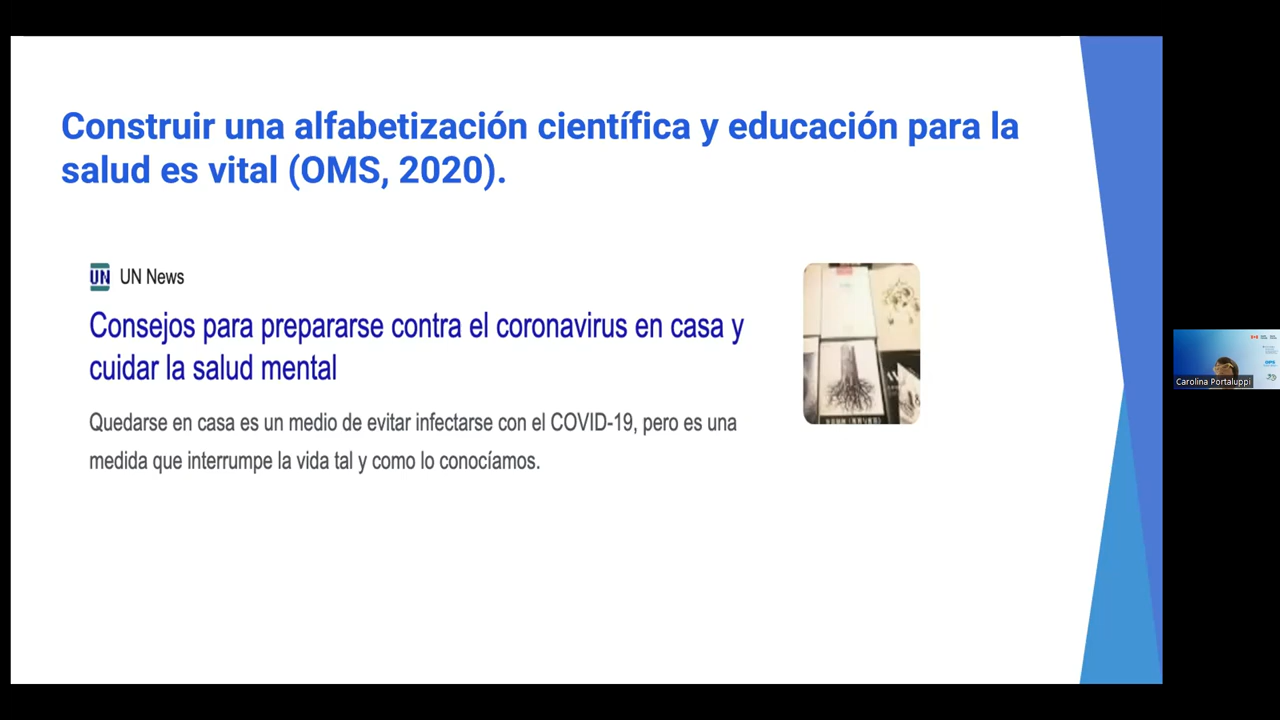 Construir una alfabetización científica y educación para la
salud es vital (OMS, 2020).
UN UN News
Consejos para prepararse contra el coronavirus en casa y
cuidar la salud mental
Quedarse en casa es un medio de evitar infectarse con el COVID-19, pero es una
medida que interrumpe la vida tal y como lo conocíamos.
Carolina Portaluppi